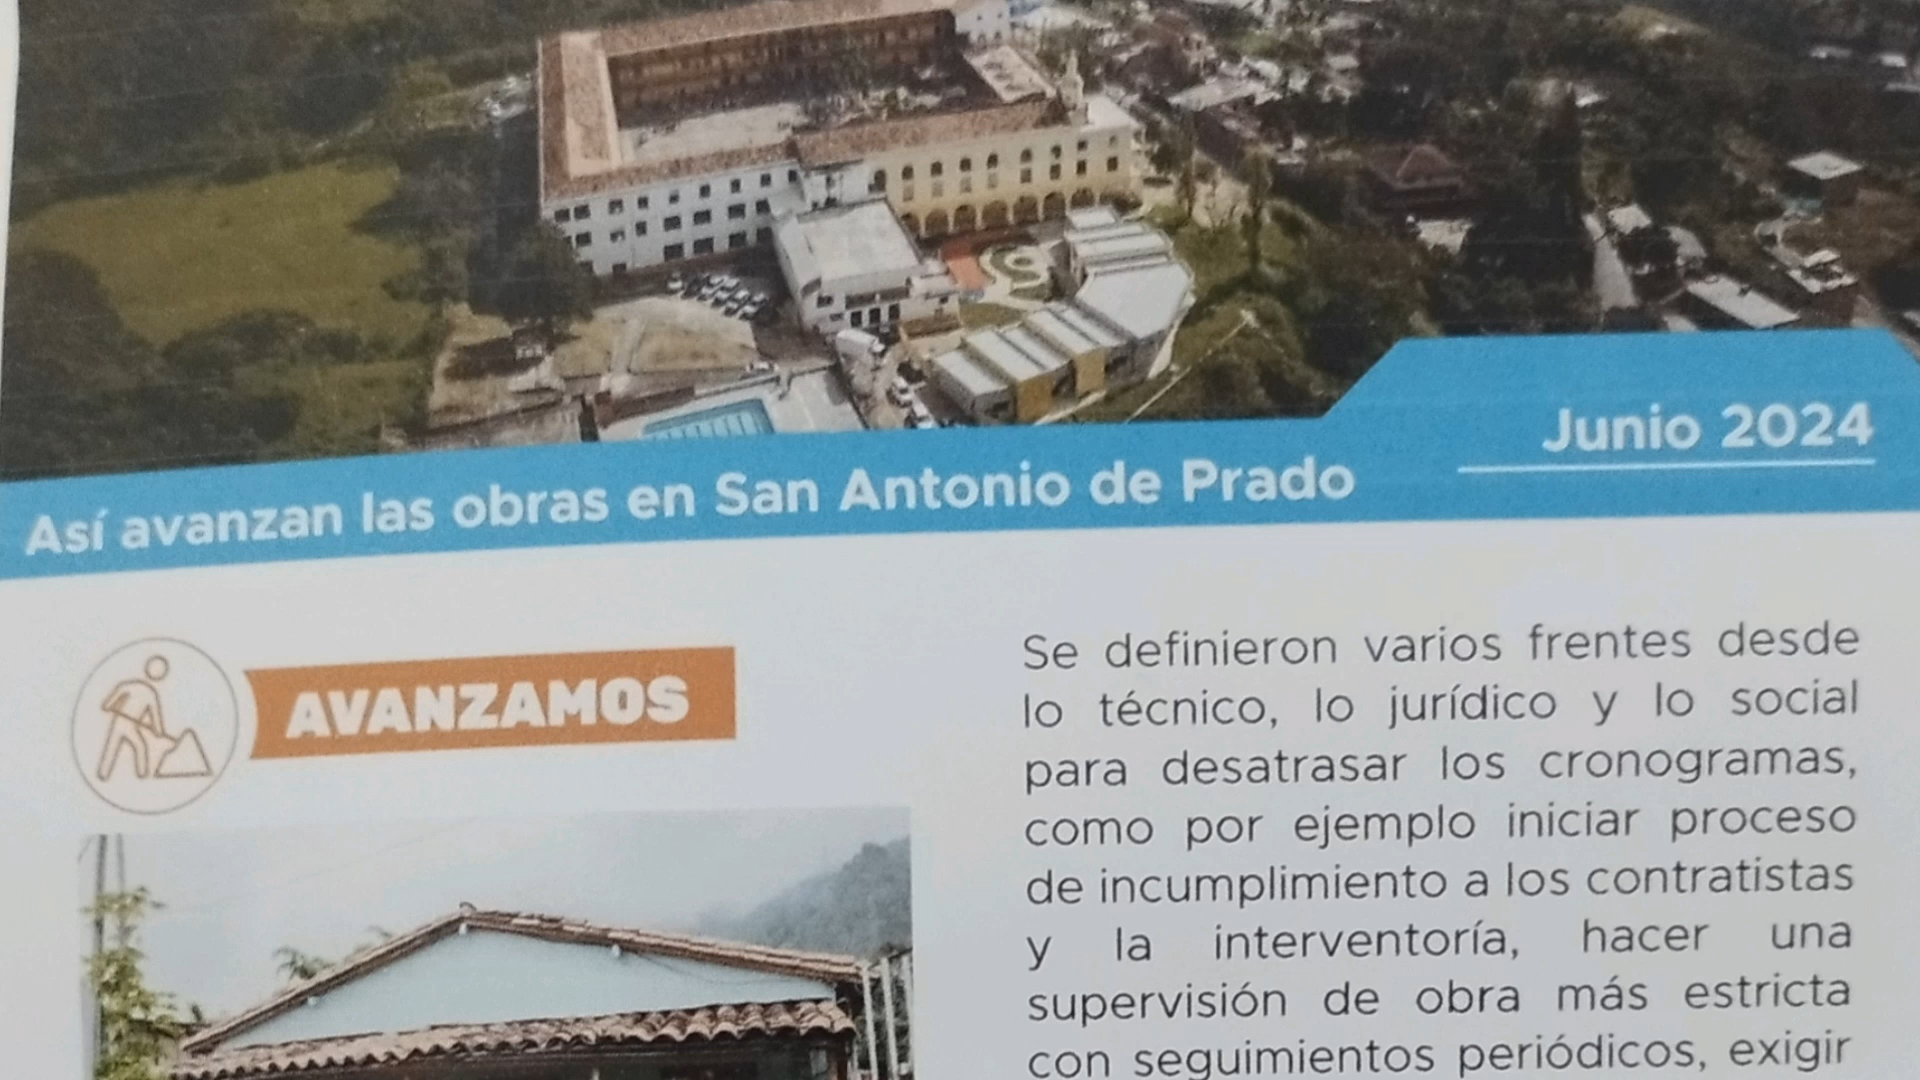 Junio 2024
Así avanzan las obras en San Antonio de Prado
AVANZAMOS
Se definieron varios frentes desde
lo técnico, lo jurídico y lo social
para desatrasar los cronogramas,
como por ejemplo iniciar proceso
de incumplimiento a los contratistas
y la interventoría, hacer una
supervisión de obra más estricta
con seguimientos periódicos, exigir